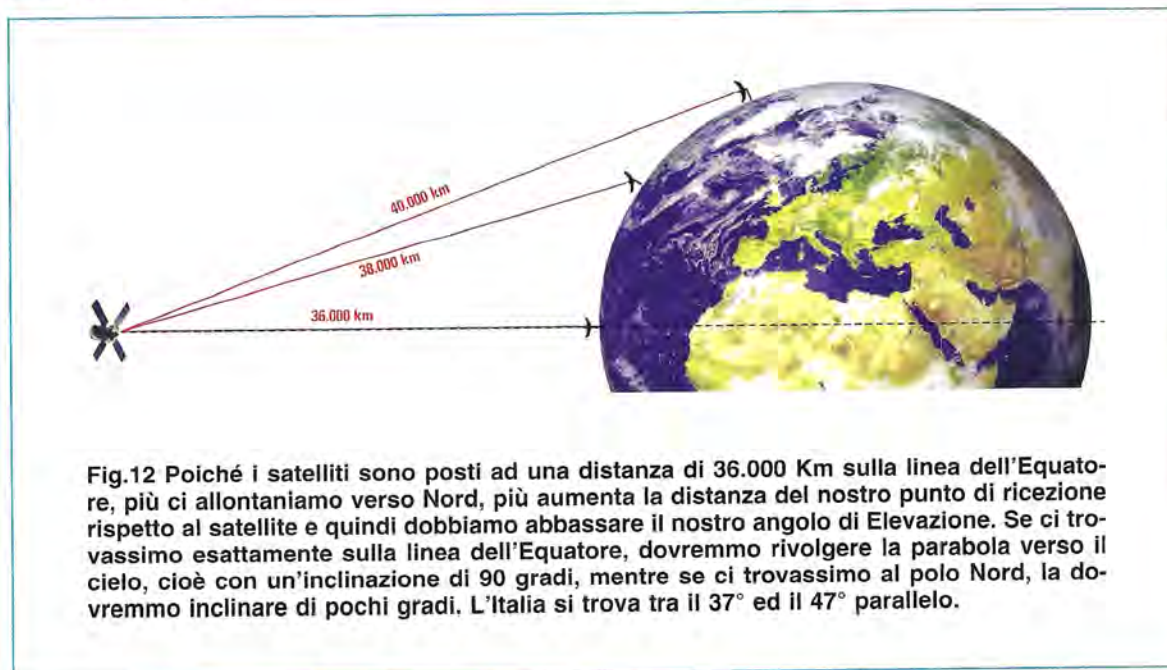 40.000 km
38.000 km
36.000 km
Fig.12 Poiché i satelliti sono posti ad una distanza di 36.000 Km sulla linea dell'Equato-
re, più ci allontaniamo verso Nord, più aumenta la distanza del nostro punto di ricezione
rispetto al satellite e quindi dobbiamo abbassare il nostro angolo di Elevazione. Se ci tro-
vassimo esattamente sulla linea dell'Equatore, dovremmo rivolgere la parabola verso il
cielo, cioè con un'inclinazione di 90 gradi, mentre se ci trovassimo al polo Nord, la do-
vremmo inclinare di pochi gradi. L'Italia si trova tra il 37° ed il 47° parallelo.